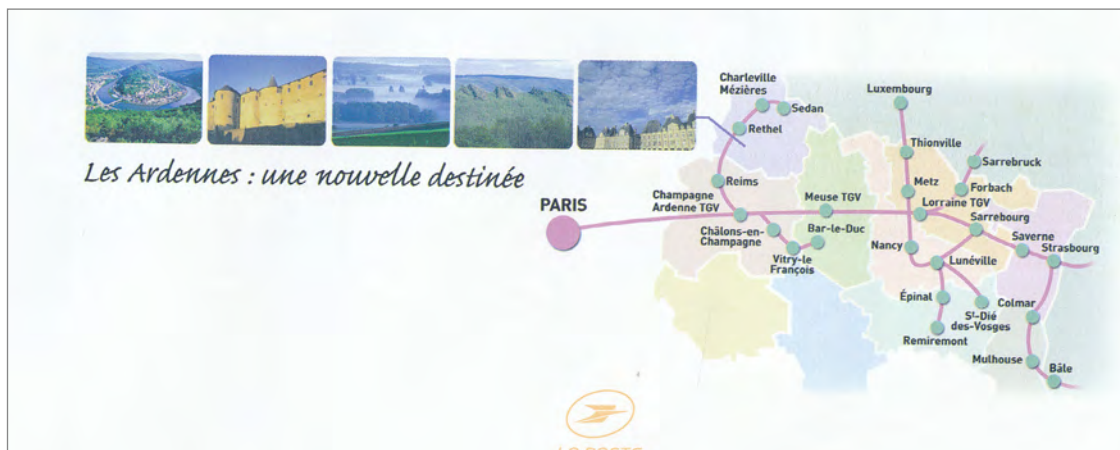 Les Ardennes : une nouvelle destinée
Charleville
Mézières
Sedan
Rethel
Reims
Luxembourg
Thionville
Metz
Sarrebruck
Forbach
Lorraine TGV
PARIS
Champagne
Ardenne TGV
Meuse TGV
Châlons-en-
Champagne
Bar-le-Duc
Vitry-le
François
Nancy
Sarrebourg
Saverne
Strasbourg
Lunéville
Épinal
St-Dié
des-Vosges
Remiremont
Colmar
Mulhouse
Bâle
LA POSTE